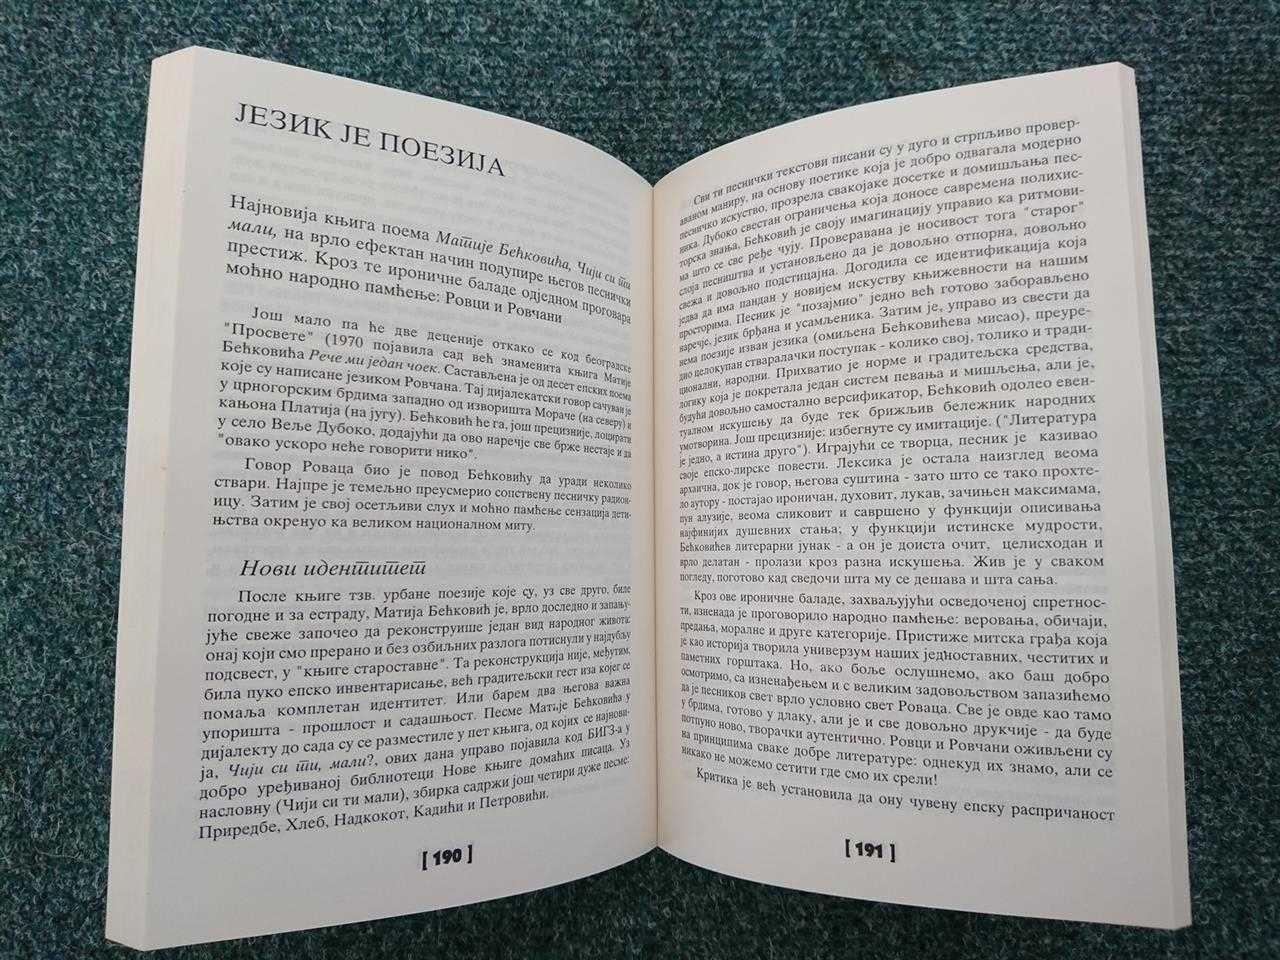 ЈЕЗИК ЈЕ ПОЕЗИЈА
Најновија књига поема Матије Бећковића, Чији си ти
мали, на врло ефектан начин подупире његов песнички
престиж. Кроз те ироничне баладе одједном проговара
моћно народно памћење: Ровци и Ровчани
Још мало па ће две деценије откако се код београдске
"Просвете" (1970 појавила сад већ знаменита књига Матије
Бећковића Рече ми један чоек. Састављена је од десет епских поема
које су написане језиком Ровчана. Тај дијалекатски говор сачуван је
у црногорским брдима западно од изворишта Мораче (на северу) и
кањона Платија (на југу). Бећковић ће га, још прецизније, лоцирати
у село Веље Дубоко, додајући да ово наречје све брже нестаје и да
"овако ускоро неће говорити нико".
Говор Роваца био је повод Бећковићу да уради неколико
ствари. Најпре је темељно преусмерио сопствену песничку радион-
ицу. Затим је свој осетљиви слух и моћно памћење сензација дети-
њства окренуо ка великом националном миту.
Нови идентитет
После књиге тзв. урбане поезије које су, уз све друго, биле
погодне и за естраду, Матија Бећковић је, врло доследно и запању-
јуће свеже започео да реконструише један вид народног живота:
онај који смо прерано и без озбиљних разлога потиснули у најдубљу
подсвест, у "књиге староставне". Та реконструкција није, међутим,
била пуко епско инвентарисање, већ градитељски гест иза којег се
помаља комплетан идентитет. Или барем два његова важна
упоришта - прошлост и садашњост. Песме Матије Бећковића у
дијалекту до сада су се разместиле у пет књига, од којих се најнови-
ја, Чији си ти, мали?, ових дана управо појавила код БИГЗ-а у
добро уређиваној библиотеци Нове књиге домаћих писаца. Уз
насловну (Чији си ти мали), збирка садржи још четири дуже песме:
Приредбе, Хлеб, Надкокот, Кадићи и Петровићи.
[ 190 ]
Сви ти песнички текстови писани су у дуго и стрпљиво провер-
аваном маниру, на основу поетике која је добро одвагала модерно
песничко искуство, прозрела свакојаке досетке и домишљања пес-
ника. Дубоко свестан ограничења која доносе савремена полихис-
торска знања, Бећковић је своју имагинацију управио ка ритмови-
ма што се све ређе чују. Проверавана је носивост тога "старог"
слоја песништва и установљено да је довољно отпорна, довољно
свежа и довољно подстицајна. Догодила се идентификација која
једва да има пандан у новијем искуству књижевности на нашим
просторима. Песник је "позајмио" једно већ готово заборављено
наречје, језик брђана и усамљеника. Затим је, управо из свести да
нема поезије изван језика (омиљена Бећковићева мисао), преуре-
дио целокупан стваралачки поступак - колико свој, толико и тради-
ционални, народни. Прихватио је норме и градитељска средства,
логику која је покретала један систем певања и мишљења, али је,
будући довољно самостално версификатор, Бећковић одолео евен-
туалном искушењу да буде тек брижљив бележник народних
умотворина. Још прецизније: избегнуте су имитације. ("Литература
је једно, а истина друго"). Играјући се творца, песник је казивао
своје епско-лирске повести. Лексика је остала наизглед веома
архаична, док је говор, његова суштина - зато што се тако прохте-
ло аутору - постајао ироничан, духовит, лукав, зачињен максимама,
пун алузије, веома сликовит и савршено у функцији описивања
најфинијих душевних стања; у функцији истинске мудрости,
Бећковићев литерарни јунак - а он је доиста очит, целисходан и
врло делатан - пролази кроз разна искушења. Жив је у сваком
погледу, поготово кад сведочи шта му се дешава и шта сања.
Кроз ове ироничне баладе, захваљујући осведоченој спретнос-
ти, изненада је проговорило народно памћење: веровања, обичаји,
предања, моралне и друге категорије. Пристиже митска грађа која
је као историја творила универзум наших једноставних, честитих и
паметних горштака. Но, ако боље ослушнемо, ако баш добро
осмотримо, са изненађењем и с великим задовољством запазићемо
да је песников свет врло условно свет Роваца. Све је овде као тамо
у брдима, готово у длаку, али је и све довољно друкчије - да буде
потпуно ново, творачки аутентично. Ровци и Ровчани оживљени су
на принципима сваке добре литературе: однекуд их знамо, али се
никако не можемо сетити где смо их срели!
Критика је већ установила да ону чувену епску распричаност
[ 191 ]